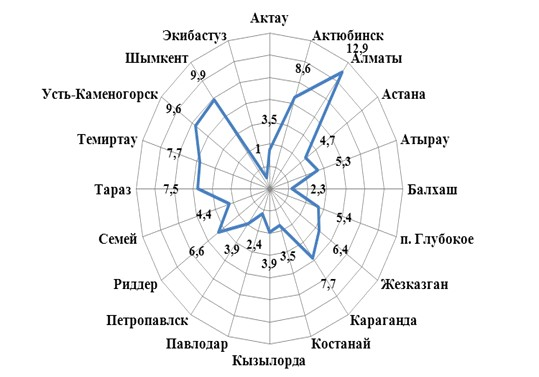 Актау
Экибастуз
Актюбинск
12,9
Шымкент
Алматы
9,9
8,6
Усть-Каменогорск
Астана
9,6
3,5
Темиртау
4,7
Атырау
7,7
1
5,3
Тараз
7,5
2,3
Балхаш
4,4
5,4
Семей
п. Глубокое
6,6
3,9
2,4
3,9
3,5
6,4
Риддер
7,7
Жезказган
Петропавлск
Караганда
Павлодар
Костанай
Кызылорда